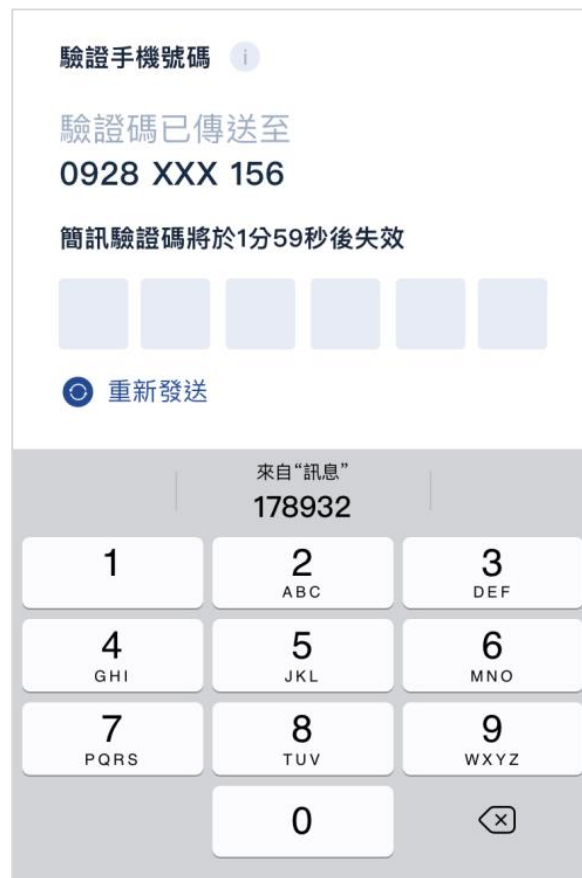 驗證手機號碼 i
驗證碼已傳送至
0928 XXX 156
簡訊驗證碼將於1分59秒後失效
重新發送
來自“訊息”
178932
1 2 3
ABC DEF
4 5 6
GHI JKL MNO
7 8 9
PQRS TUV WXYZ
0